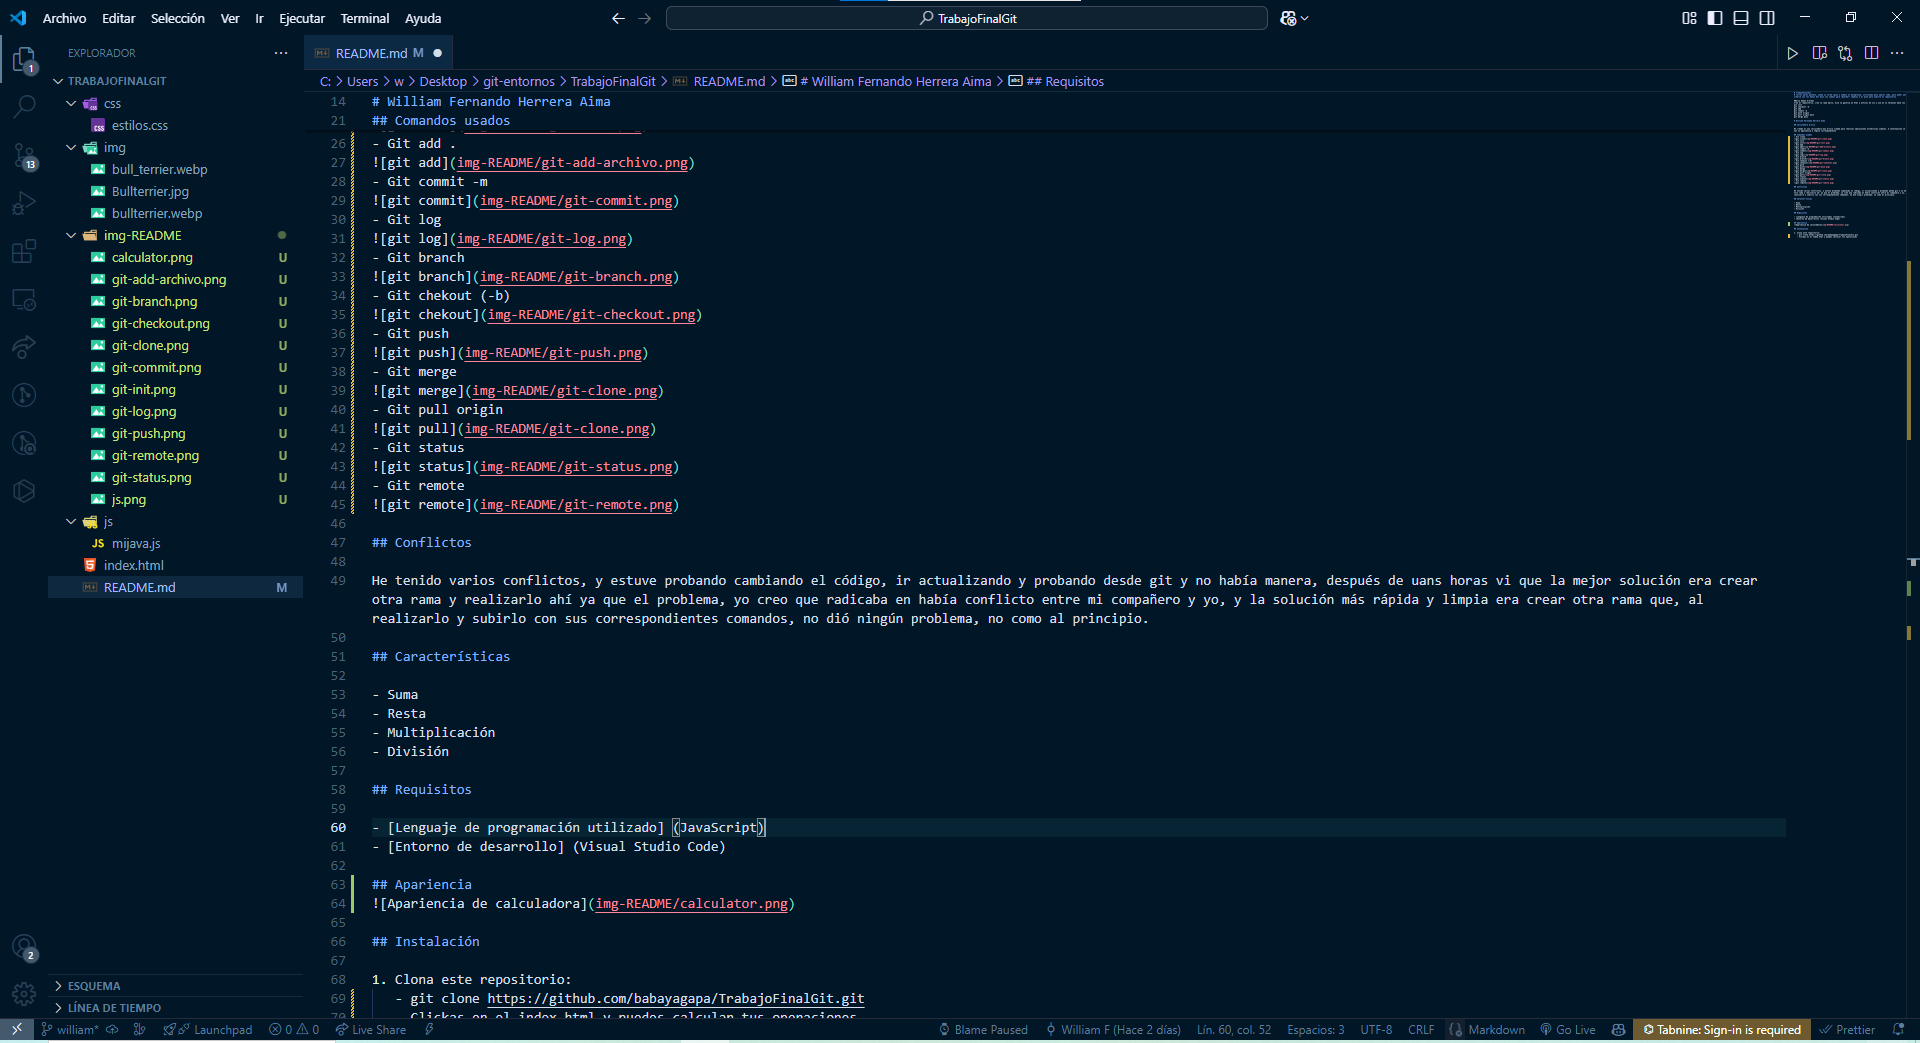 Archivo Editar Selección Ver Ir Ejecutar Terminal Ayuda
TrabajoFinalGit
EXPLORADOR
TRABAJOFINALGIT
css
estilos.css
img
bull_terrier.webp
Bullterrier.jpg
bullterrier.webp
img-README
calculator.png U
git-add-archivo.png U
git-branch.png U
git-checkout.png U
git-clone.png U
git-commit.png U
git-init.png U
git-log.png U
git-push.png U
git-remote.png U
git-status.png U
js.png U
js
JS mijava.js
index.html
README.md M
ESQUEMA
LÍNEA DE TIEMPO
1
13
2
README.md M
C: > Users > w > Desktop > git-entornos > TrabajoFinalGit > README.md > # William Fernando Herrera Aima > ## Requisitos
14 # William Fernando Herrera Aima
21 ## Comandos usados
26 - Git add .
27 ![git add](img-README/git-add-archivo.png)
28 - Git commit -m
29 ![git commit](img-README/git-commit.png)
30 - Git log
31 ![git log](img-README/git-log.png)
32 - Git branch
33 ![git branch](img-README/git-branch.png)
34 - Git chekout (-b)
35 ![git chekout](img-README/git-checkout.png)
36 - Git push
37 ![git push](img-README/git-push.png)
38 - Git merge
39 ![git merge](img-README/git-clone.png)
40 - Git pull origin
41 ![git pull](img-README/git-clone.png)
42 - Git status
43 ![git status](img-README/git-status.png)
44 - Git remote
45 ![git remote](img-README/git-remote.png)
46
47 ## Conflictos
48
49 He tenido varios conflictos, y estuve probando cambiando el código, ir actualizando y probando desde git y no había manera, después de uans horas vi que la mejor solución era crear
otra rama y realizarlo ahí ya que el problema, yo creo que radicaba en había conflicto entre mi compañero y yo, y la solución más rápida y limpia era crear otra rama que, al
realizarlo y subirlo con sus correspondientes comandos, no dió ningún problema, no como al principio.
50
51 ## Características
52
53 - Suma
54 - Resta
55 - Multiplicación
56 - División
57
58 ## Requisitos
59
60 - [Lenguaje de programación utilizado] (JavaScript)
61 - [Entorno de desarrollo] (Visual Studio Code)
62
63 ## Apariencia
64 ![Apariencia de calculadora](img-README/calculator.png)
65
66 ## Instalación
67
68 1. Clona este repositorio:
69 - git clone https://github.com/babayagapa/TrabajoFinalGit.git
70 - Clickas en el index.html y puedes calcular tus operaciones
william* Launchpad 0 0 Live Share Blame Paused William F (Hace 2 días) Lín. 60, col. 52 Espacios: 3 UTF-8 CRLF Markdown Go Live Tabnine: Sign-in is required Prettier